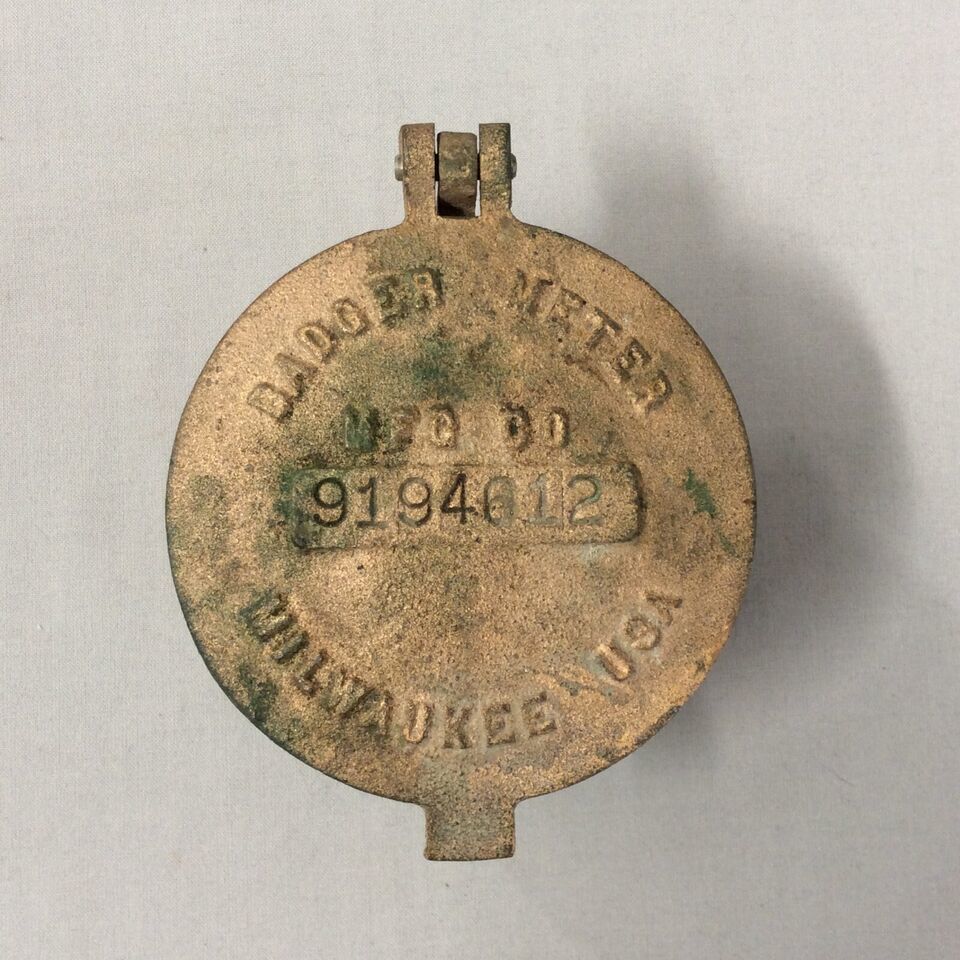 BADGER METER
MFG. CO
9194612
MILWAUKEE USA